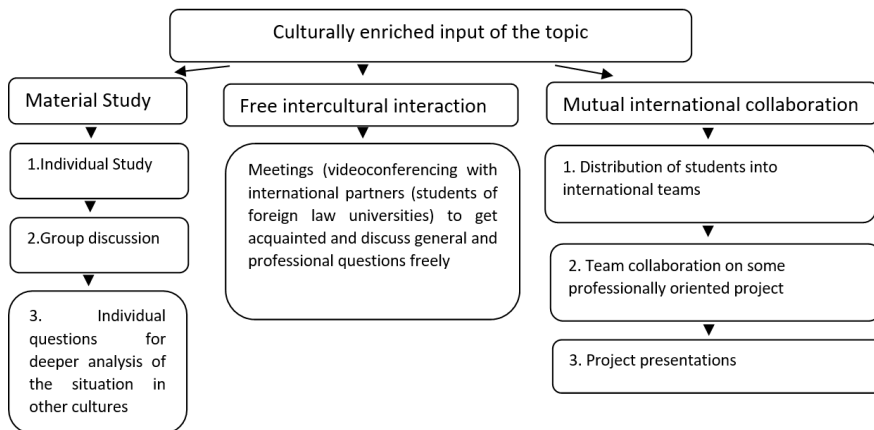 Culturally enriched input of the topic
Material Study
1.Individual Study
2.Group discussion
3. Individual
questions for
deeper analysis of
the situation in
other cultures
Free intercultural interaction
Meetings (videoconferencing with
international partners (students of
foreign law universities) to get
acquainted and discuss general and
professional questions freely
Mutual international collaboration
1. Distribution of students into
international teams
2. Team collaboration on some
professionally oriented project
3. Project presentations